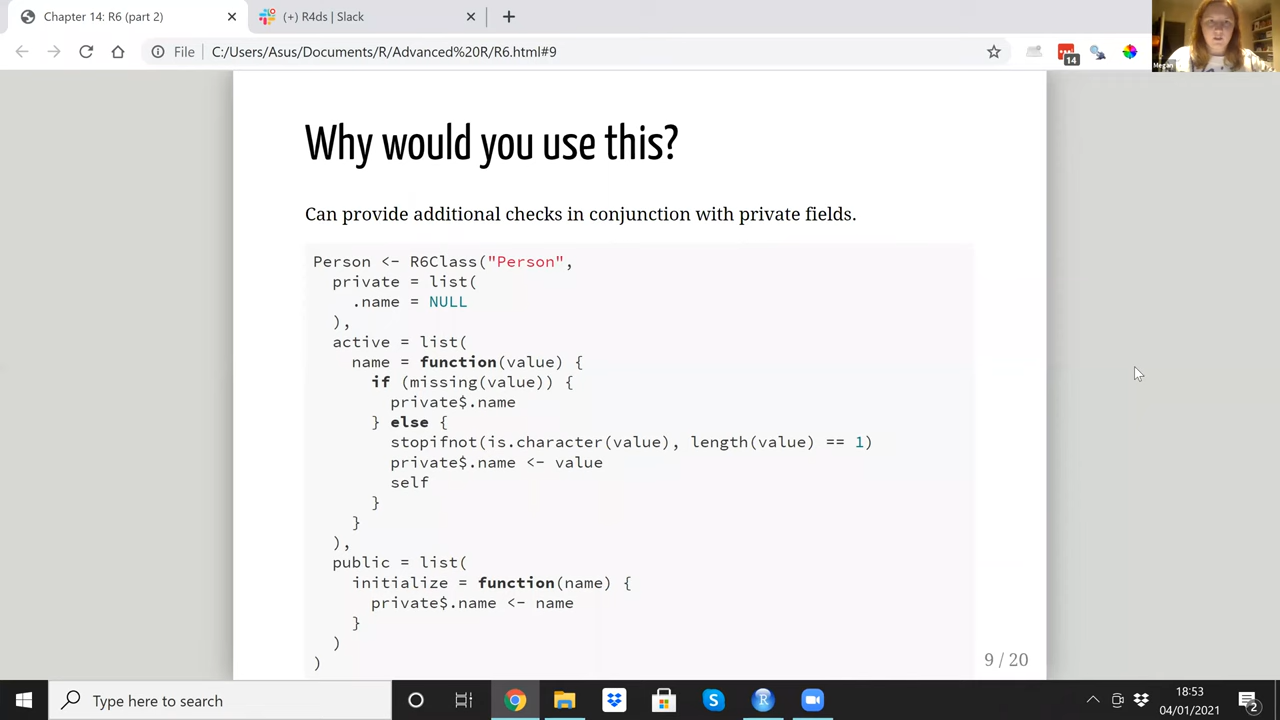 Chapter 14: R6 (part 2)
(+) R4ds | Slack
File
C:/Users/Asus/Documents/R/Advanced%20R/R6.html#9
14
Megan
Why would you use this?
Can provide additional checks in conjunction with private fields.
Person <- R6Class("Person",
private = list(
.name = NULL
),
active = list(
name = function(value) {
if (missing(value)) {
private$.name
} else {
stopifnot(is.character(value), length(value) == 1)
private$.name <- value
self
}
}
),
public = list(
initialize = function(name) {
private$.name <- name
}
)
)
9 / 20
Type here to search
18:53
04/01/2021
2